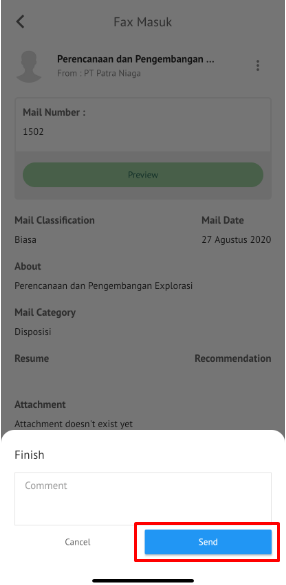 Fax Masuk
Perencanaan dan Pengembangan ...
From : PT Patra Niaga
Mail Number :
1502
Preview
Mail Classification Mail Date
Biasa 27 Agustus 2020
About
Perencanaan dan Pengembangan Explorasi
Mail Category
Disposisi
Resume Recommendation
Attachment
Attachment doesn't exist yet
Finish
Comment
Cancel Send